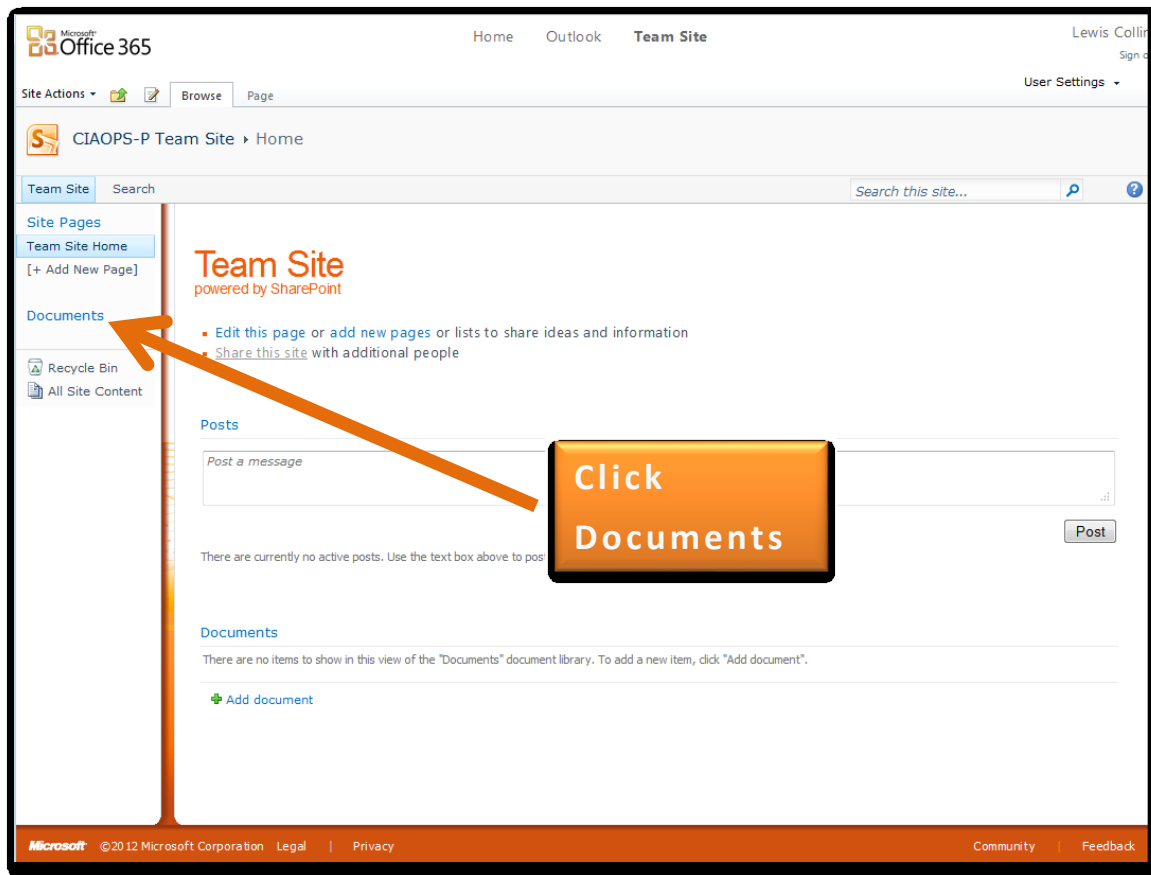 Microsoft
Office 365
Home Outlook Team Site
Lewis Collin
Sign o
User Settings
Site Actions
Browse Page
CIAOPS-P Team Site ▸ Home
Team Site Search
Search this site...
Site Pages
Team Site Home
[+ Add New Page]
Documents
Recycle Bin
All Site Content
Team Site
powered by SharePoint
Edit this page or add new pages or lists to share ideas and information
Share this site with additional people
Posts
Post a message
Click
Documents
Post
There are currently no active posts. Use the text box above to post
Documents
There are no items to show in this view of the "Documents" document library. To add a new item, click "Add document".
Add document
Microsoft ©2012 Microsoft Corporation Legal | Privacy
Community | Feedback